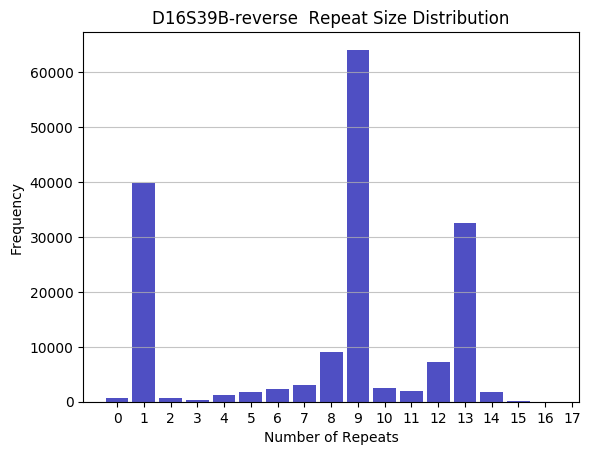 D16S39B-reverse  Repeat Size Distribution
Frequency
60000
50000
40000
30000
20000
10000
0
0 1 2 3 4 5 6 7 8 9 10 11 12 13 14 15 16 17
Number of Repeats